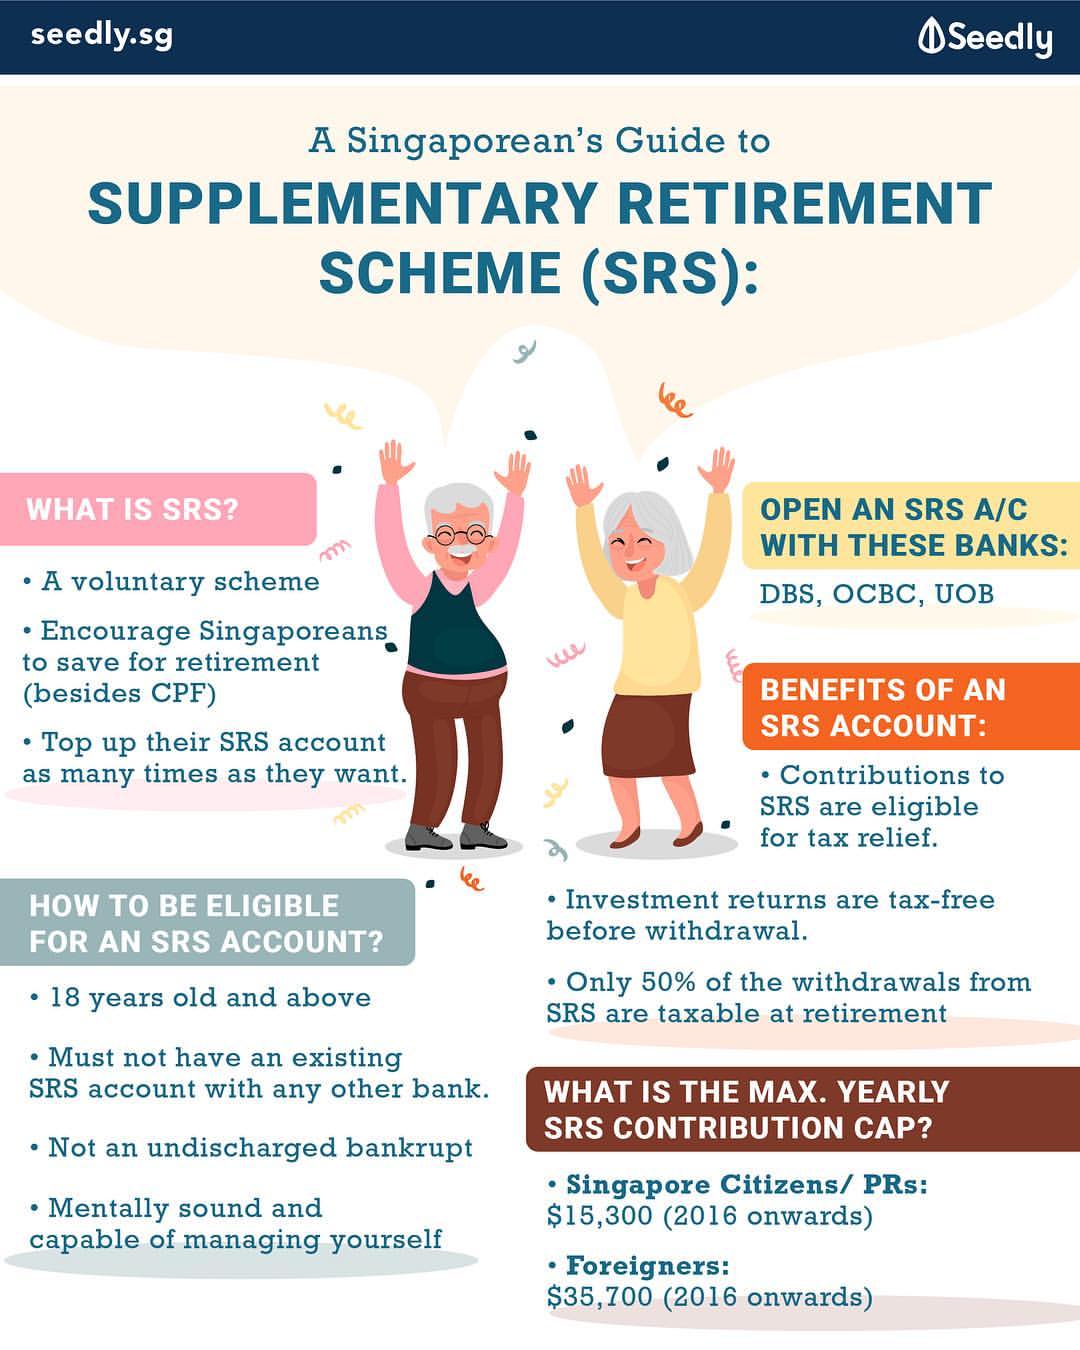 seedly.sg
Seedly
A Singaporean's Guide to
SUPPLEMENTARY RETIREMENT
SCHEME (SRS):
WHAT IS SRS?
• A voluntary scheme
• Encourage Singaporeans
to save for retirement
(besides CPF)
• Top up their SRS account
as many times as they want.
HOW TO BE ELIGIBLE
FOR AN SRS ACCOUNT?
• 18 years old and above
• Must not have an existing
SRS account with any other bank.
• Not an undischarged bankrupt
• Mentally sound and
capable of managing yourself
OPEN AN SRS A/C
WITH THESE BANKS:
DBS, OCBC, UOB
BENEFITS OF AN
SRS ACCOUNT:
• Contributions to
SRS are eligible
for tax relief.
• Investment returns are tax-free
before withdrawal.
• Only 50% of the withdrawals from
SRS are taxable at retirement
WHAT IS THE MAX. YEARLY
SRS CONTRIBUTION CAP?
• Singapore Citizens/ PRs:
$15,300 (2016 onwards)
• Foreigners:
$35,700 (2016 onwards)